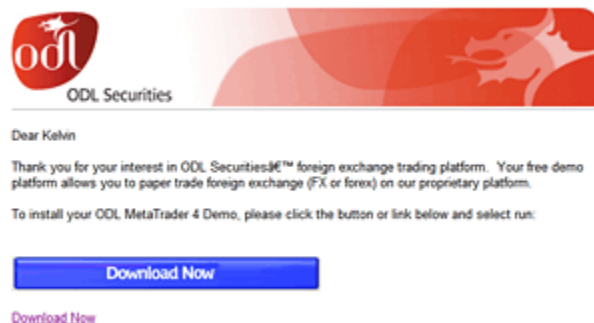 odl
ODL Securities
Dear Kelvin
Thank you for your interest in ODL Securitiesâ€™ foreign exchange trading platform. Your free demo
platform allows you to paper trade foreign exchange (FX or forex) on our proprietary platform.
To install your ODL MetaTrader 4 Demo, please click the button or link below and select run:
Download Now
Download Now